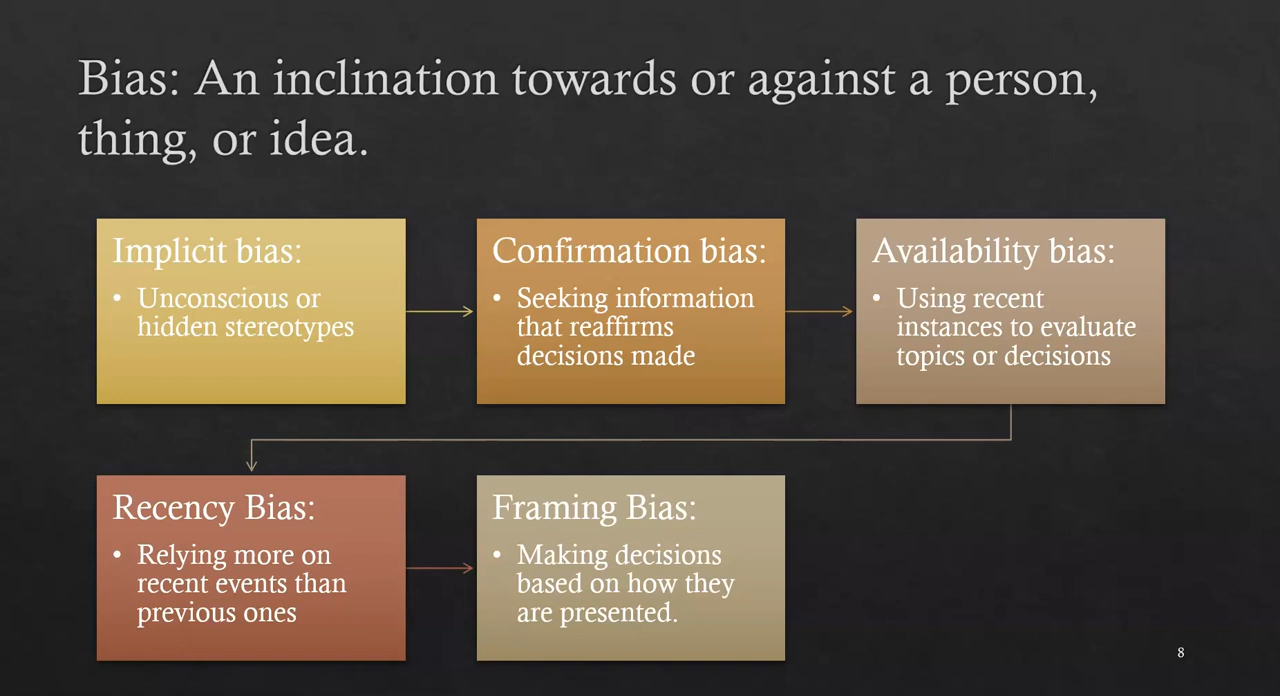 Bias: An inclination towards or against a person,
thing, or idea.
Implicit bias:
• Unconscious or
hidden stereotypes
Confirmation bias:
• Seeking information
that reaffirms
decisions made
Availability bias:
• Using recent
instances to evaluate
topics or decisions
Recency Bias:
• Relying more on
recent events than
previous ones
Framing Bias:
• Making decisions
based on how they
are presented.
8